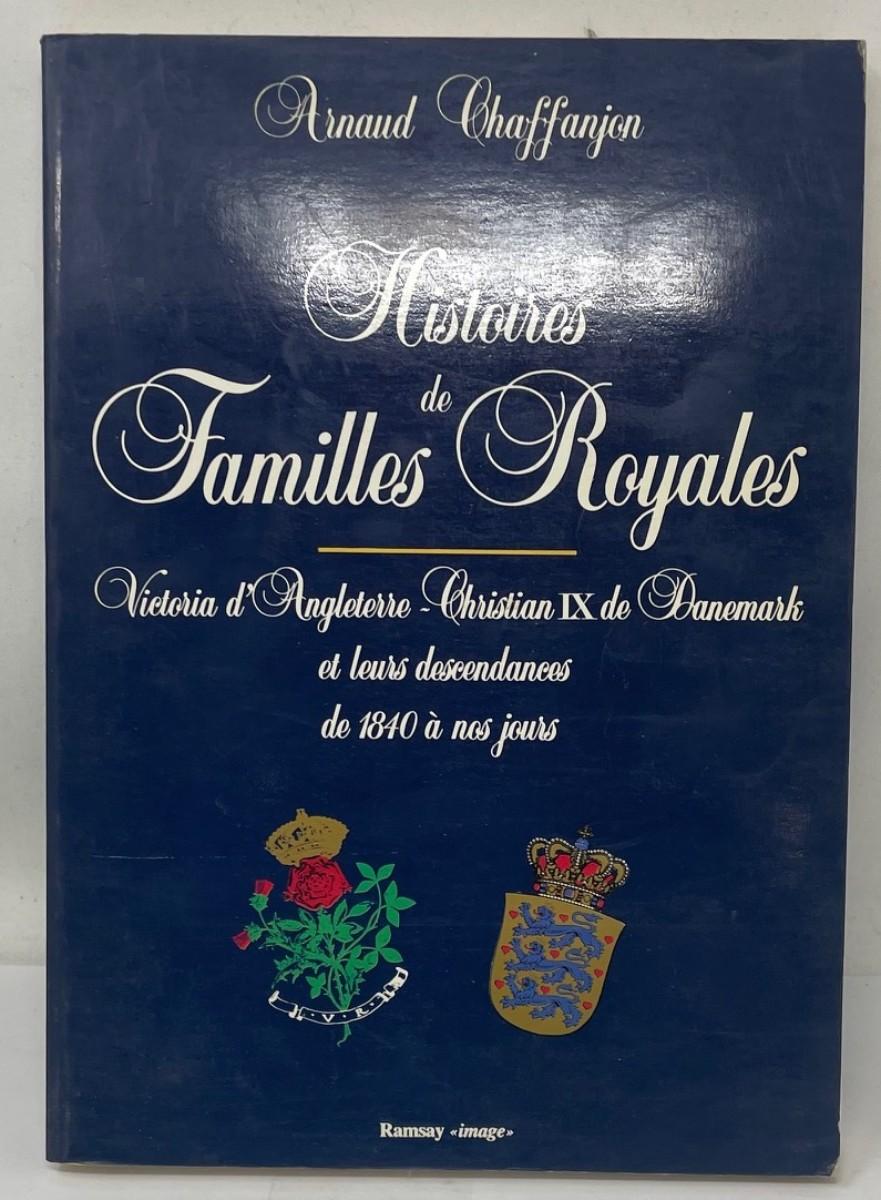 Arnaud Chaffanjon
Histoires
de
Familles Royales
Victoria d'Angleterre - Christian IX de Danemark
et leurs descendances
de 1840 à nos jours
· V · R ·
Ramsay «image»